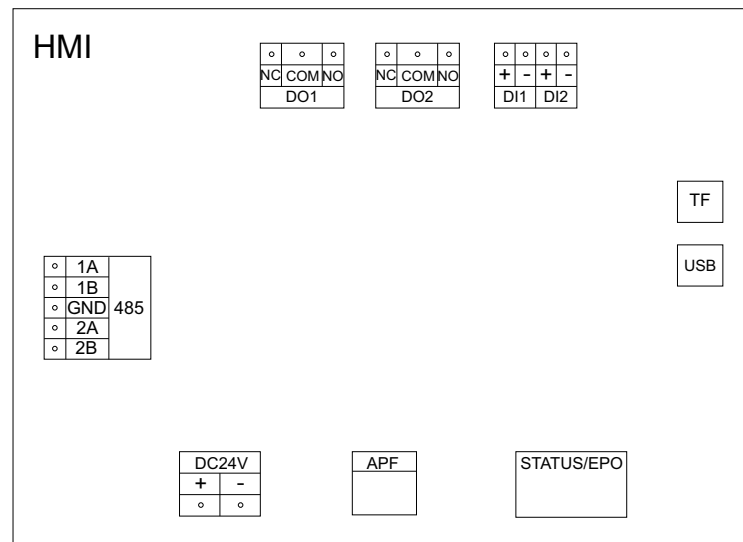 HMI
NC COM NO
DO1
NC COM NO
DO2
+ - + -
DI1 DI2
TF
USB
1A
1B
GND
2A
2B
485
DC24V
+ -
APF
STATUS/EPO